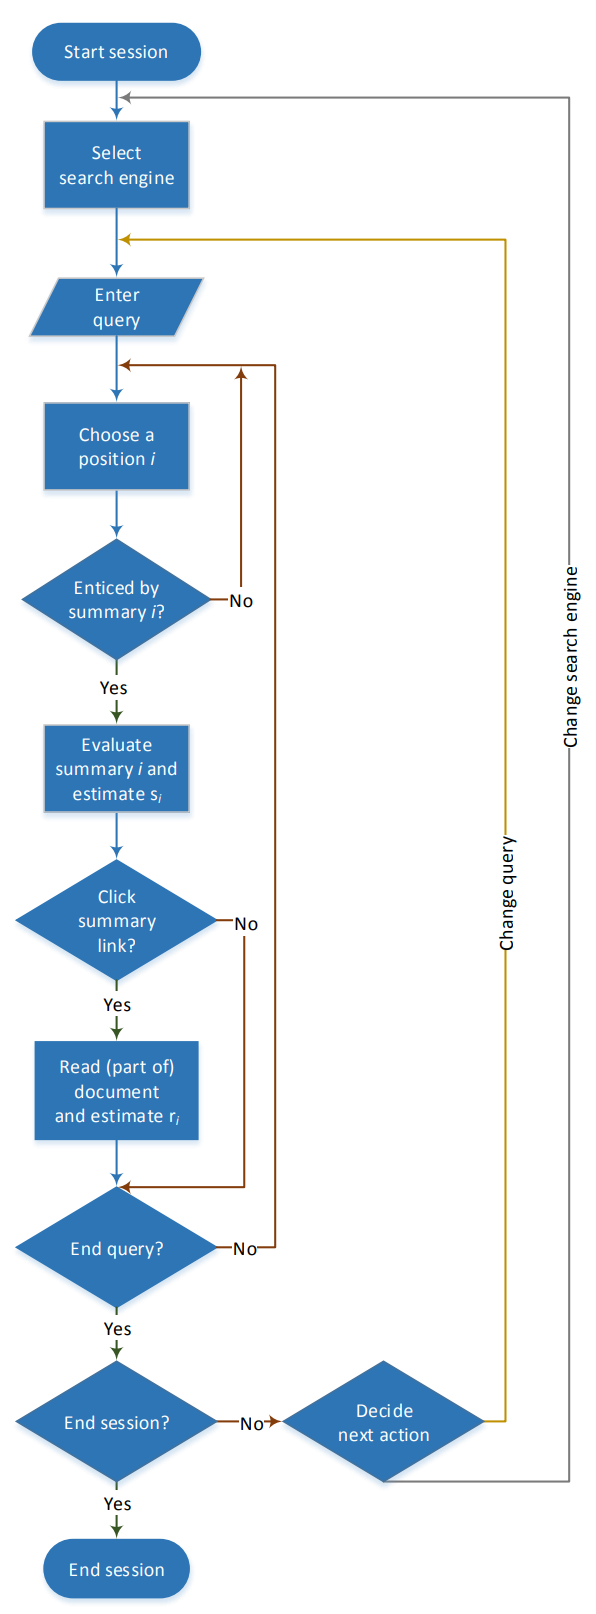 Start session
Select
search engine
Enter
query
Choose a
position i
Enticed by
summary i?
No
Yes
Evaluate
summary i and
estimate sᵢ
Click
summary
link?
No
Yes
Read (part of)
document
and estimate rᵢ
End query?
No
Yes
End session?
No
Decide
next action
Change query
Change search engine
Yes
End session